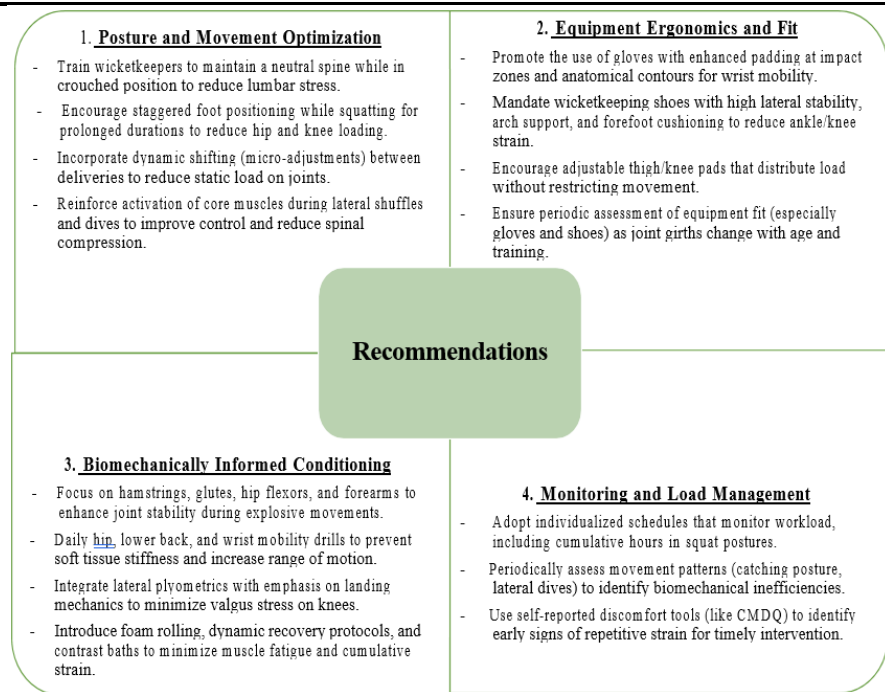 1. Posture and Movement Optimization
- Train wicketkeepers to maintain a neutral spine while in
crouched position to reduce lumbar stress.
- Encourage staggered foot positioning while squatting for
prolonged durations to reduce hip and knee loading.
- Incorporate dynamic shifting (micro-adjustments) between
deliveries to reduce static load on joints.
- Reinforce activation of core muscles during lateral shuffles
and dives to improve control and reduce spinal
compression.
2. Equipment Ergonomics and Fit
- Promote the use of gloves with enhanced padding at impact
zones and anatomical contours for wrist mobility.
- Mandate wicketkeeping shoes with high lateral stability,
arch support, and forefoot cushioning to reduce ankle/knee
strain.
- Encourage adjustable thigh/knee pads that distribute load
without restricting movement.
- Ensure periodic assessment of equipment fit (especially
gloves and shoes) as joint girths change with age and
training.
Recommendations
3. Biomechanically Informed Conditioning
- Focus on hamstrings, glutes, hip flexors, and forearms to
enhance joint stability during explosive movements.
- Daily hip, lower back, and wrist mobility drills to prevent
soft tissue stiffness and increase range of motion.
- Integrate lateral plyometrics with emphasis on landing
mechanics to minimize valgus stress on knees.
- Introduce foam rolling, dynamic recovery protocols, and
contrast baths to minimize muscle fatigue and cumulative
strain.
4. Monitoring and Load Management
- Adopt individualized schedules that monitor workload,
including cumulative hours in squat postures.
- Periodically assess movement patterns (catching posture,
lateral dives) to identify biomechanical inefficiencies.
- Use self-reported discomfort tools (like CMDQ) to identify
early signs of repetitive strain for timely intervention.